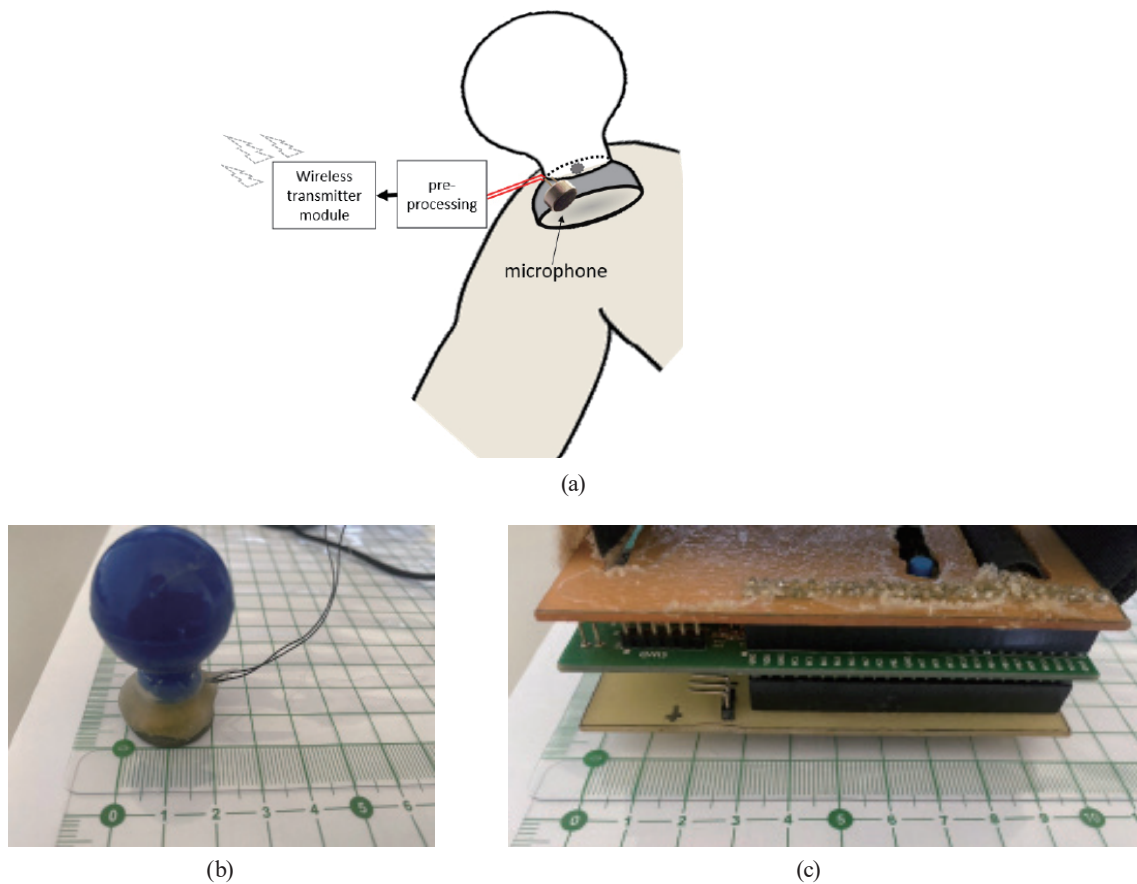 Wireless
transmitter
module
pre-
processing
microphone
(a)
0 1 2 3 4 5 6
0 1 2 3 4 5 6 7 8 9 10
(b)
(c)